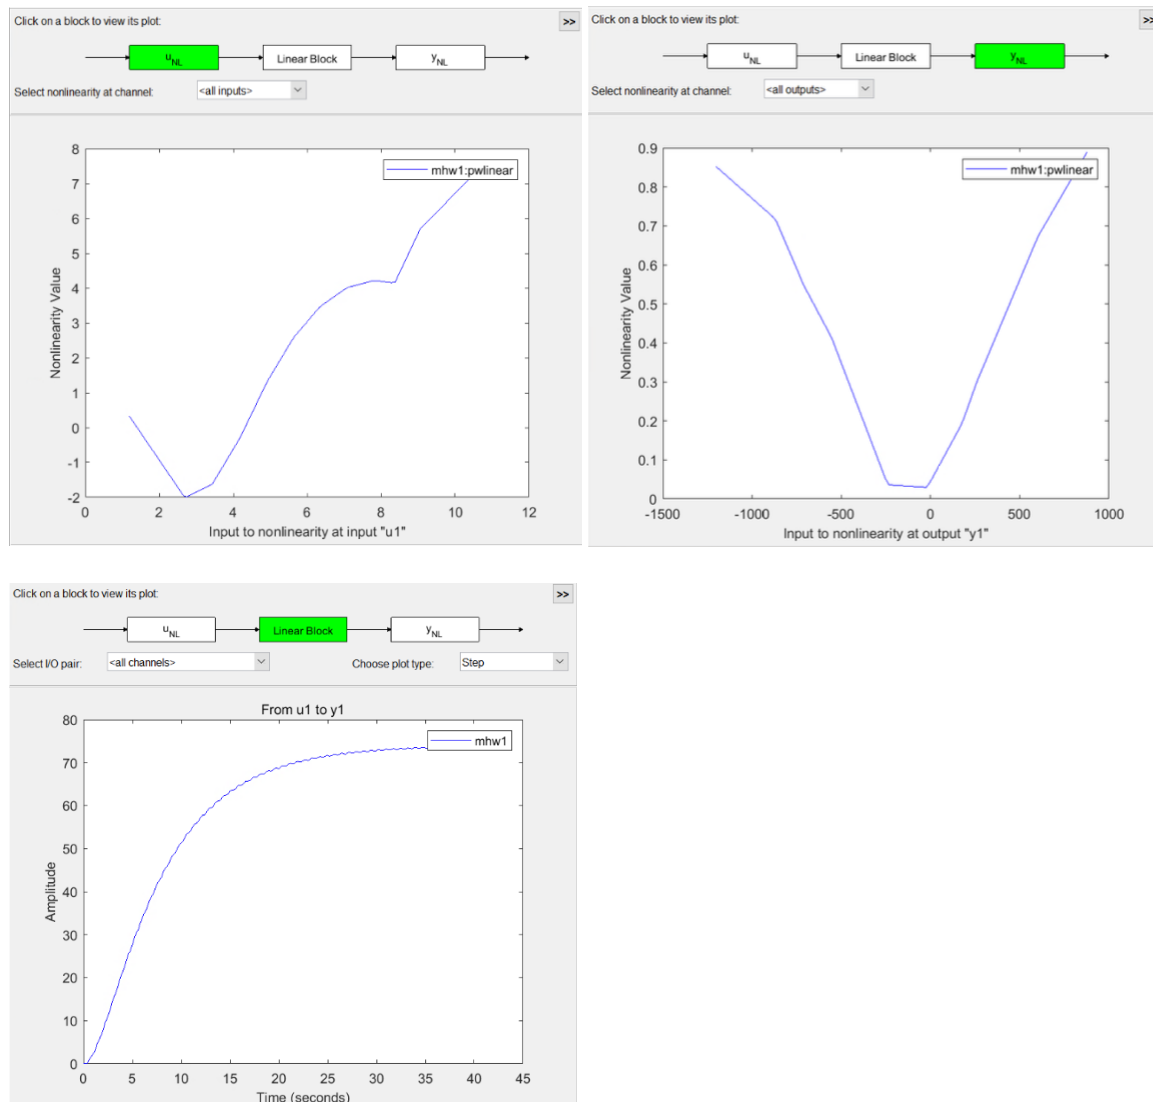 Click on a block to view its plot:
>>
uNL
Linear Block
yNL
Select nonlinearity at channel:
<all inputs>
mhw1:pwlinear
8
7
6
5
4
3
2
1
0
-1
-2
Nonlinearity Value
0
2
4
6
8
10
12
Input to nonlinearity at input "u1"
Click on a block to view its plot:
>>
uNL
Linear Block
yNL
Select nonlinearity at channel:
<all outputs>
mhw1:pwlinear
0.9
0.8
0.7
0.6
0.5
0.4
0.3
0.2
0.1
0
Nonlinearity Value
-1500
-1000
-500
0
500
1000
Input to nonlinearity at output "y1"
Click on a block to view its plot:
>>
uNL
Linear Block
yNL
Select I/O pair:
<all channels>
Choose plot type:
Step
From u1 to y1
mhw1
80
70
60
50
40
30
20
10
0
Amplitude
0
5
10
15
20
25
30
35
40
45
Time (seconds)